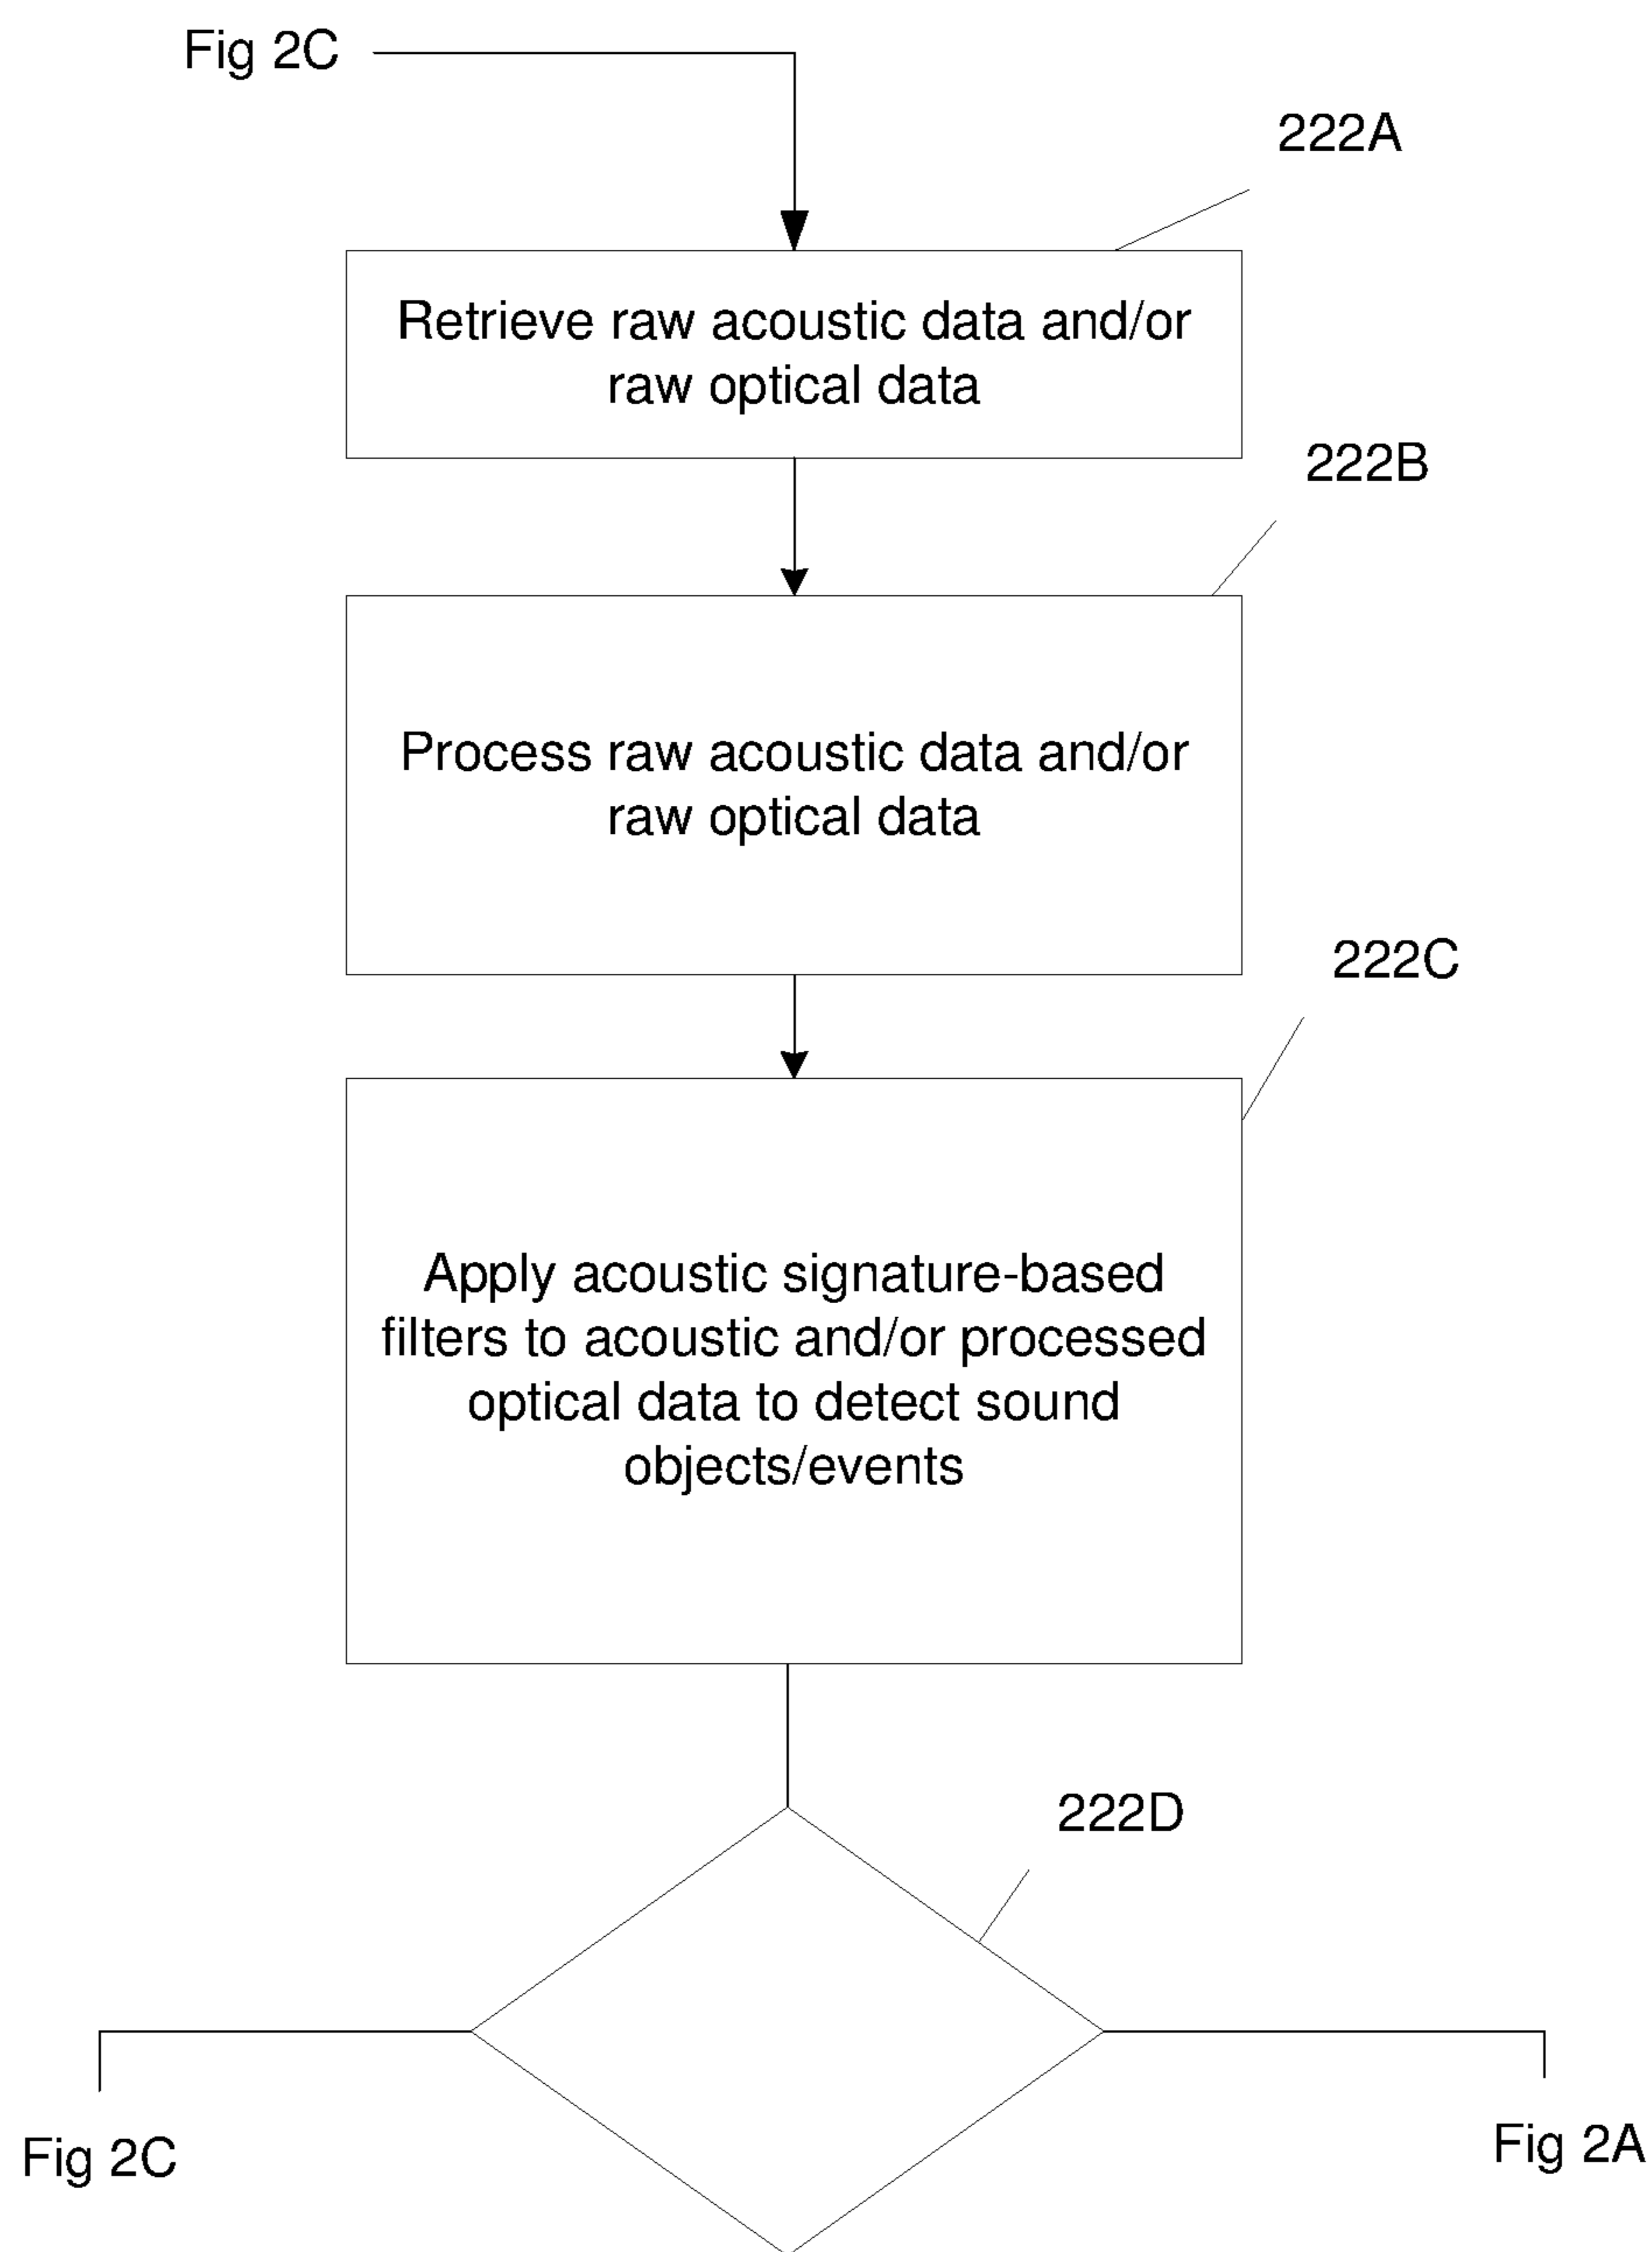 Fig 2C
222A
Retrieve raw acoustic data and/or
raw optical data
222B
Process raw acoustic data and/or
raw optical data
222C
Apply acoustic signature-based
filters to acoustic and/or processed
optical data to detect sound
objects/events
222D
Fig 2C
Fig 2A